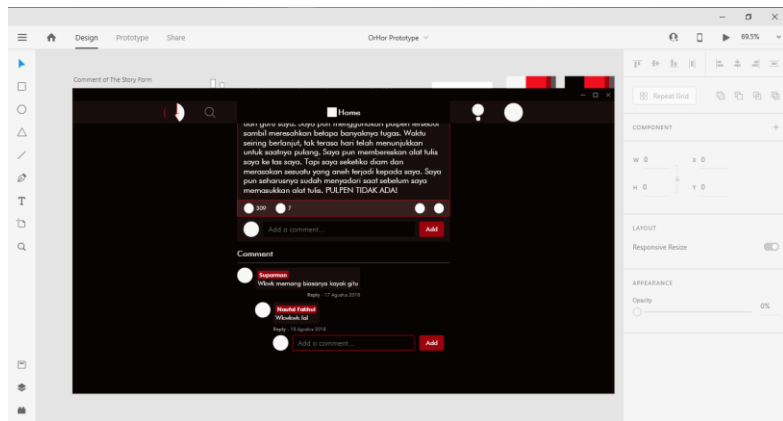 Design Prototype Share OrHor Prototype 69.5%
Comment of The Story Form
Home
dan guru saya. Saya pun menggunakan pulpen tersebut
sambil meresahkan betapa banyaknya tugas. Waktu
seiring berlanjut, tak terasa hari telah menunjukkan
untuk saatnya pulang. Saya pun membereskan alat tulis
saya ke tas saya. Tapi saya seketika diam dan
merasakan sesuatu yang aneh terjadi kepada saya. Saya
pun seharusnya sudah menyadari saat sebelum saya
memasukkan alat tulis. PULPEN TIDAK ADA!
309 7
Add a comment... Add
Comment
Suparman
Wkwk memang biasanya kayak gitu
Reply - 17 Agustus 2018
Naufal Fatihul
Wkwkwk lal
Reply - 18 Agustus 2018
Add a comment... Add
Repeat Grid
COMPONENT +
W 0 X 0
H 0 Y 0
LAYOUT
Responsive Resize
APPEARANCE
Opacity
0%